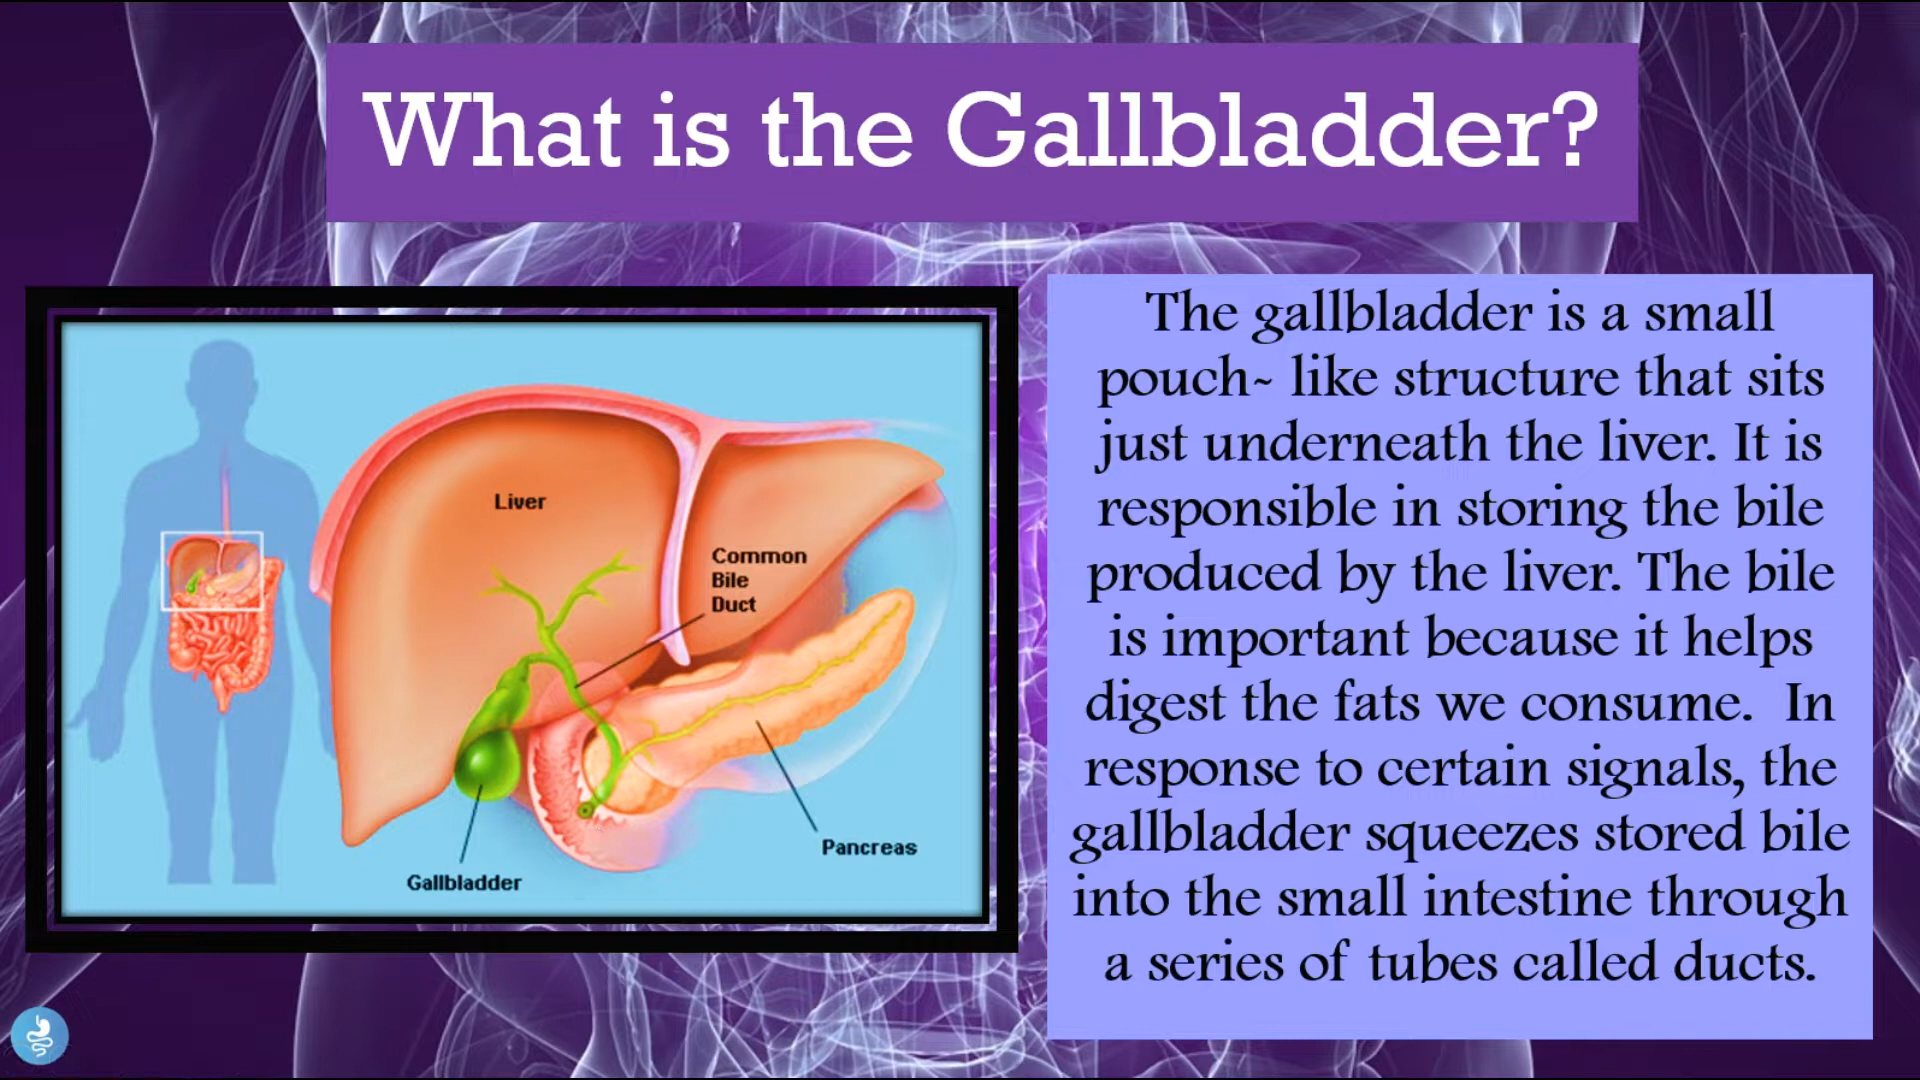 What is the Gallbladder?
Liver
Common
Bile
Duct
Pancreas
Gallbladder
The gallbladder is a small
pouch~ like structure that sits
just underneath the liver. It is
responsible in storing the bile
produced by the liver. The bile
is important because it helps
digest the fats we consume.  In
response to certain signals, the
gallbladder squeezes stored bile
into the small intestine through
a series of tubes called ducts.